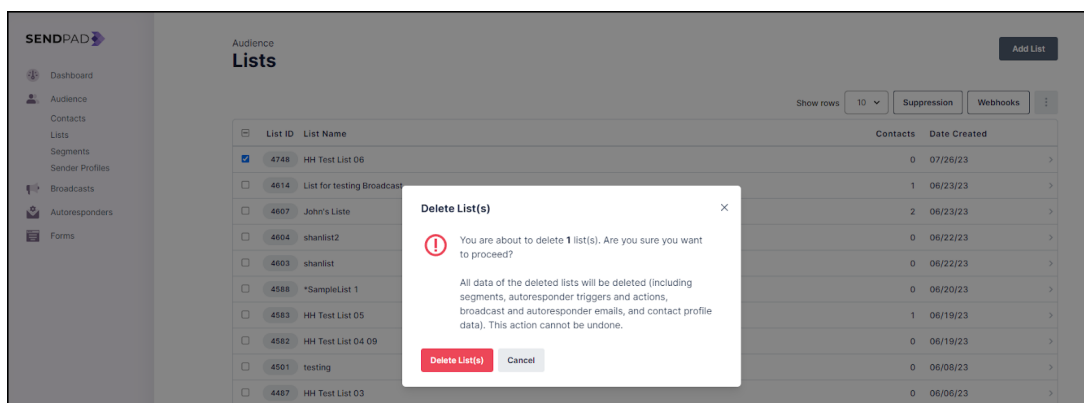 SENDPAD
Dashboard
Audience
Contacts
Lists
Segments
Sender Profiles
Broadcasts
Autoresponders
Forms
Audience
Lists
Add List
Show rows 10 Suppression Webhooks
List ID List Name Contacts Date Created
4748 HH Test List 06 0 07/26/23
4614 List for testing Broadcast 1 06/23/23
4607 John's Liste 2 06/23/23
4604 shanlist2 0 06/22/23
4603 shanlist 0 06/22/23
4588 *SampleList 1 0 06/20/23
4583 HH Test List 05 1 06/19/23
4582 HH Test List 04 09 0 06/19/23
4501 testing 0 06/08/23
4487 HH Test List 03 0 06/06/23
Delete List(s)
You are about to delete 1 list(s). Are you sure you want
to proceed?
All data of the deleted lists will be deleted (including
segments, autoresponder triggers and actions,
broadcast and autoresponder emails, and contact profile
data). This action cannot be undone.
Delete List(s) Cancel